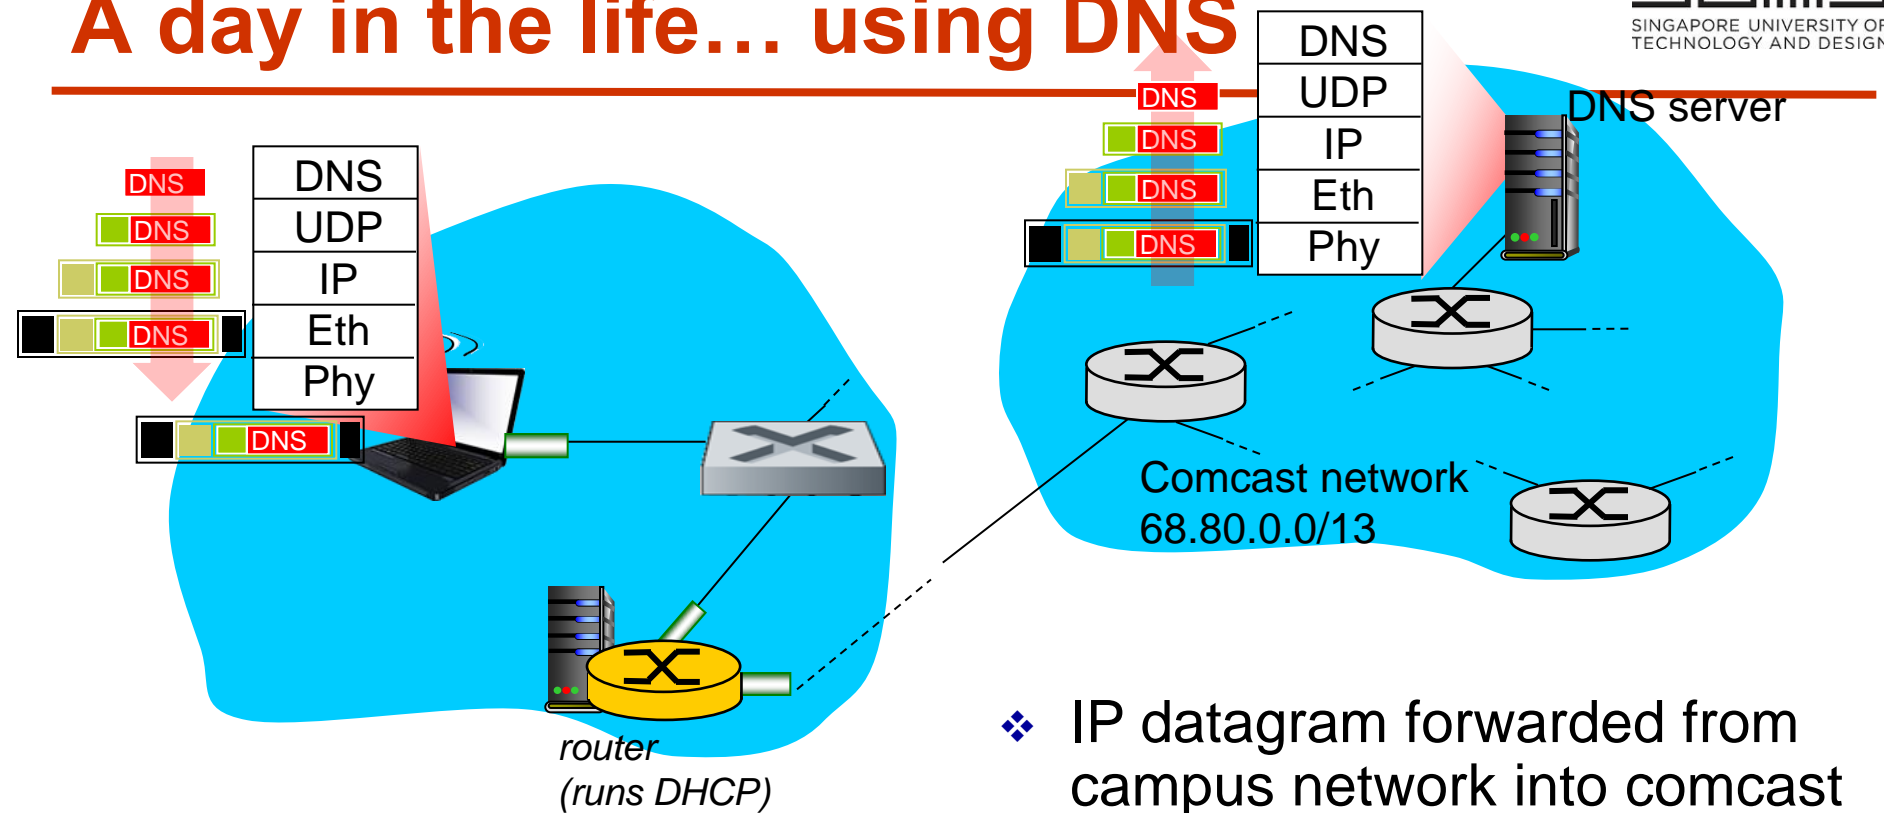 A day in the life... using DNS
SINGAPORE UNIVERSITY OF
TECHNOLOGY AND DESIGN
DNS
UDP
IP
Eth
Phy
DNS
DNS
DNS
DNS
DNS server
DNS
UDP
IP
Eth
Phy
DNS
DNS
DNS
DNS
DNS
Comcast network
68.80.0.0/13
router
(runs DHCP)
❖ IP datagram forwarded from
campus network into comcast